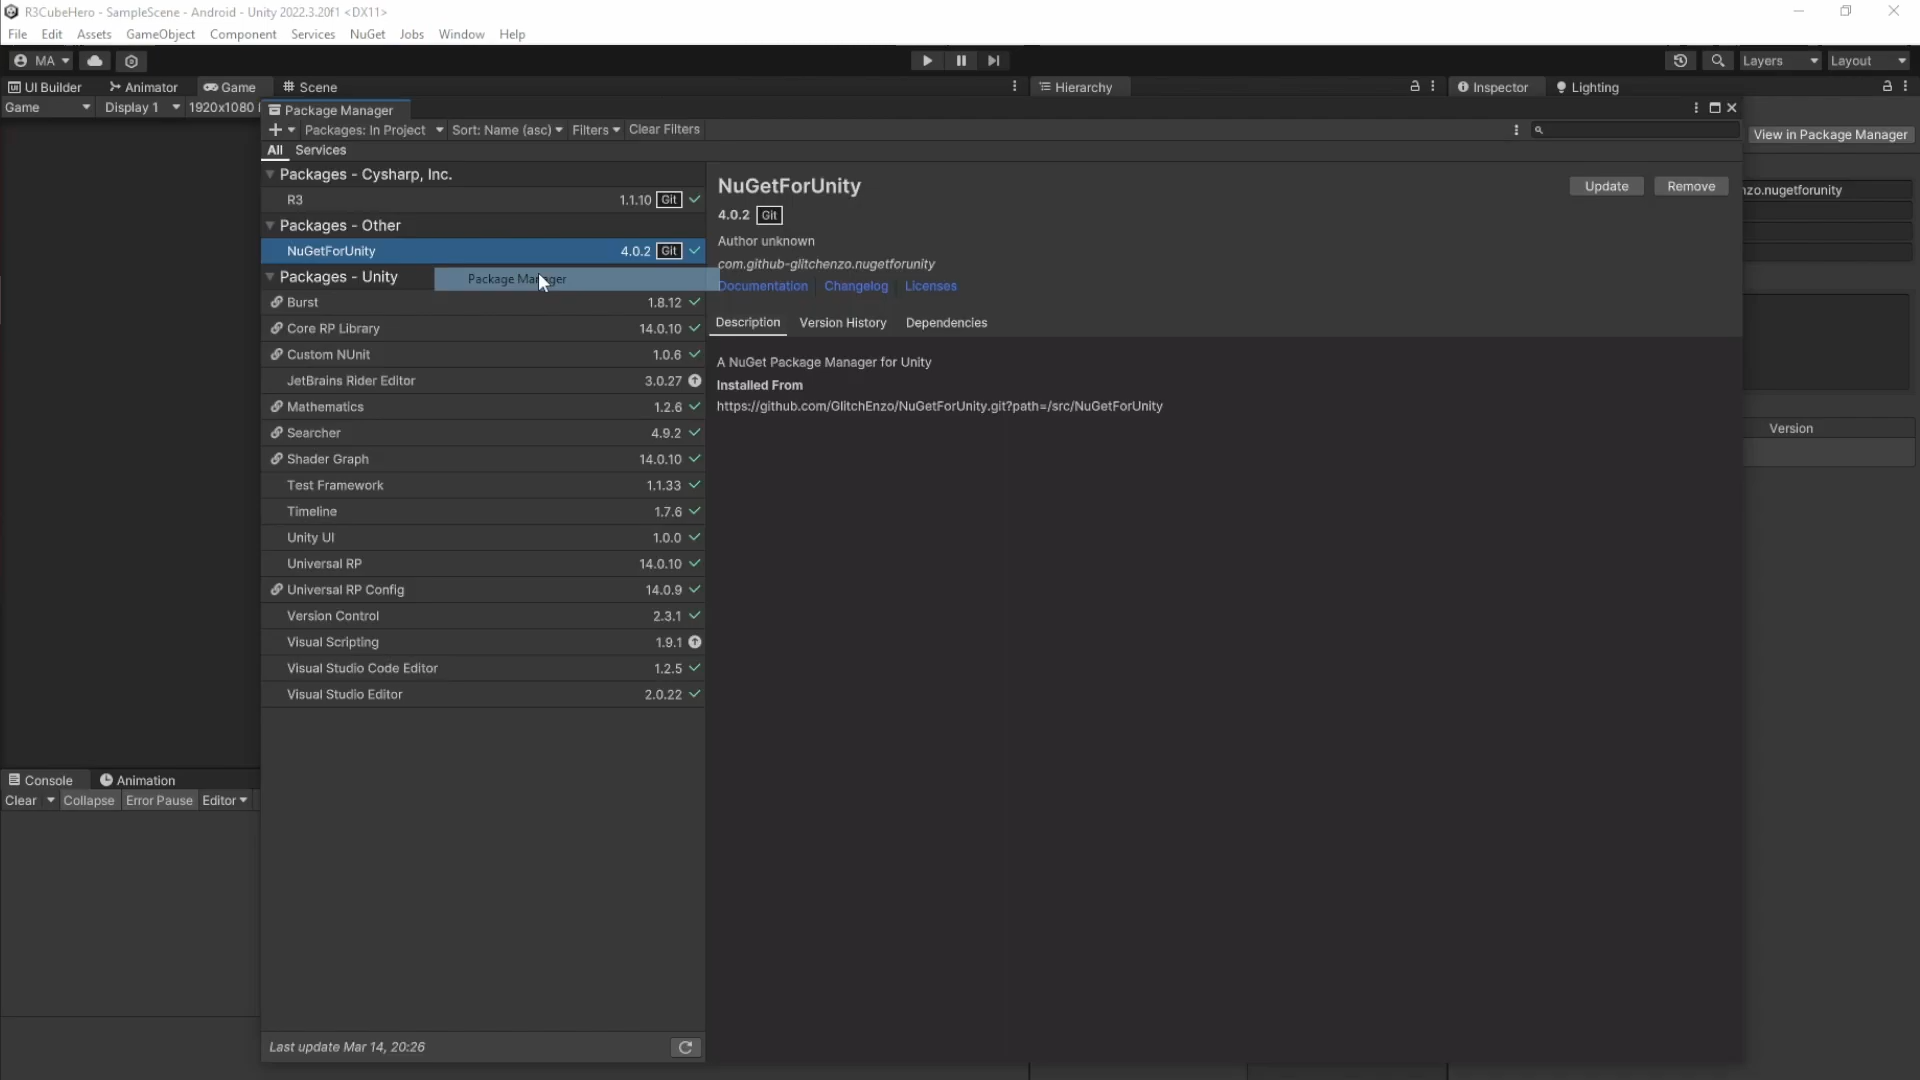 R3CubeHero - SampleScene - Android - Unity 2022.3.20f1 <DX11>
File Edit Assets GameObject Component Services NuGet Jobs Window Help
MA Layers Layout
UI Builder Animator Game Scene Hierarchy Inspector Lighting
Game Display 1 1920x1080
Package Manager
View in Package Manager
Packages: In Project Sort: Name (asc) Filters Clear Filters
All Services
Packages - Cysharp, Inc.
R3 1.1.10 Git
Packages - Other
NuGetForUnity 4.0.2 Git
Packages - Unity
Package Manager
Burst 1.8.12
Core RP Library 14.0.10
Custom NUnit 1.0.6
JetBrains Rider Editor 3.0.27
Mathematics 1.2.6
Searcher 4.9.2
Shader Graph 14.0.10
Test Framework 1.1.33
Timeline 1.7.6
Unity UI 1.0.0
Universal RP 14.0.10
Universal RP Config 14.0.9
Version Control 2.3.1
Visual Scripting 1.9.1
Visual Studio Code Editor 1.2.5
Visual Studio Editor 2.0.22
Last update Mar 14, 20:26
NuGetForUnity
Update Remove
4.0.2 Git
Author unknown
com.github-glitchenzo.nugetforunity
Documentation Changelog Licenses
Description Version History Dependencies
A NuGet Package Manager for Unity
Installed From
https://github.com/GlitchEnzo/NuGetForUnity.git?path=/src/NuGetForUnity
nzo.nugetforunity
Version
Console Animation
Clear Collapse Error Pause Editor